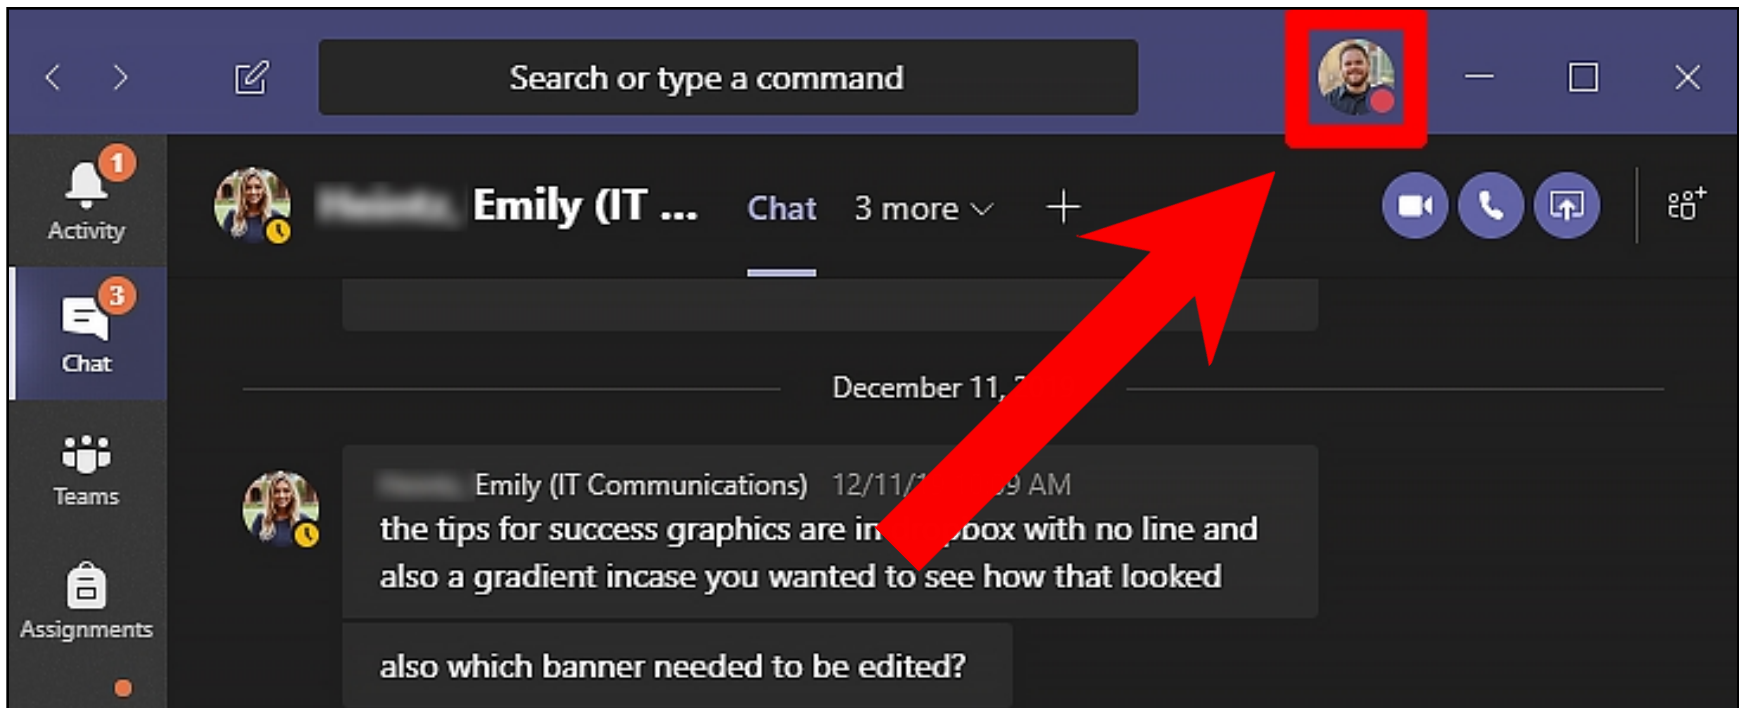 Search or type a command
1
Activity
Emily (IT ...
Chat
3 more
3
Chat
December 11,
Teams
Emily (IT Communications) 12/11/ 9 AM
the tips for success graphics are in box with no line and
also a gradient incase you wanted to see how that looked
Assignments
also which banner needed to be edited?